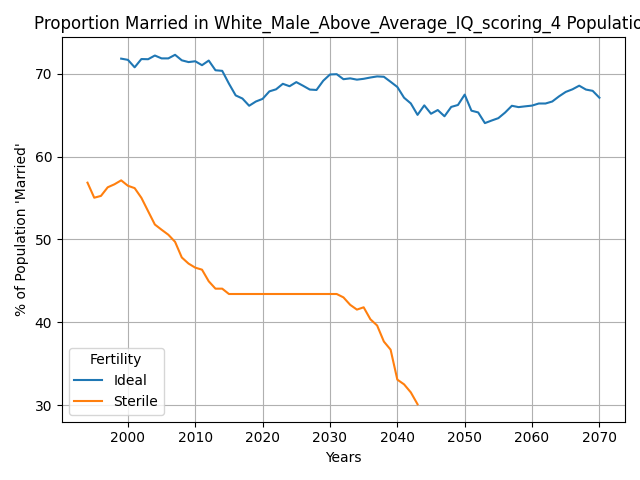 Proportion Married in White_Male_Above_Average_IQ_scoring_4 Populatio
% of Population 'Married'
70
60
50
40
30
Fertility
Ideal
Sterile
2000 2010 2020 2030 2040 2050 2060 2070
Years